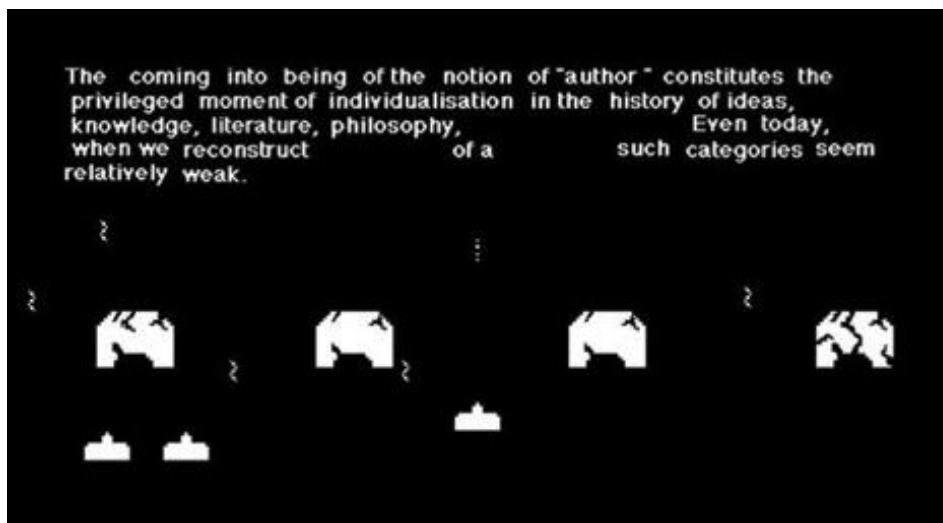 The coming into being of the notion of "author" constitutes the
privileged moment of individualisation in the history of ideas,
knowledge, literature, philosophy, Even today,
when we reconstruct of a such categories seem
relatively weak.